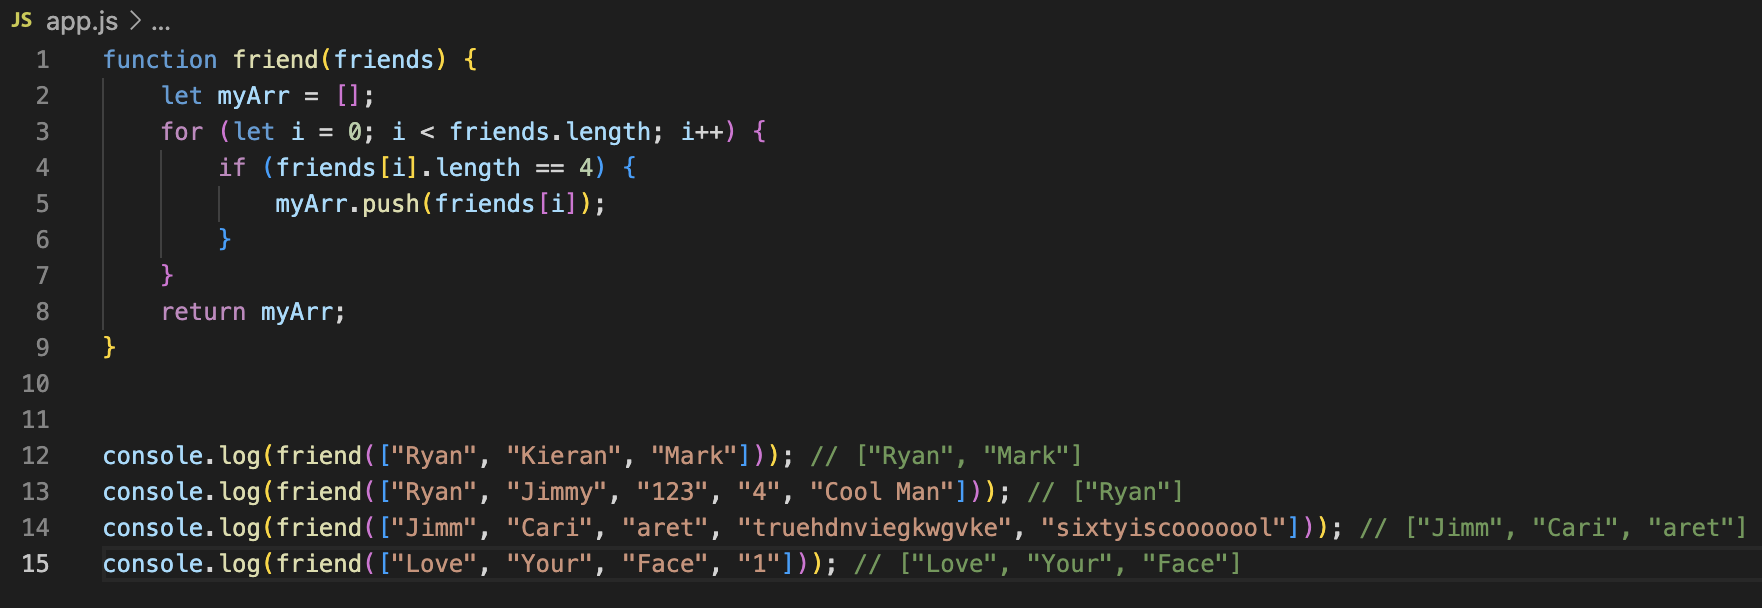 JS app.js > ...
1 function friend(friends) {
2     let myArr = [];
3     for (let i = 0; i < friends.length; i++) {
4         if (friends[i].length == 4) {
5             myArr.push(friends[i]);
6         }
7     }
8     return myArr;
9 }
10
11
12 console.log(friend(["Ryan", "Kieran", "Mark"])); // ["Ryan", "Mark"]
13 console.log(friend(["Ryan", "Jimmy", "123", "4", "Cool Man"])); // ["Ryan"]
14 console.log(friend(["Jimm", "Cari", "aret", "truehdnviegkwgvke", "sixtyiscooooool"])); // ["Jimm", "Cari", "aret"]
15 console.log(friend(["Love", "Your", "Face", "1"])); // ["Love", "Your", "Face"]